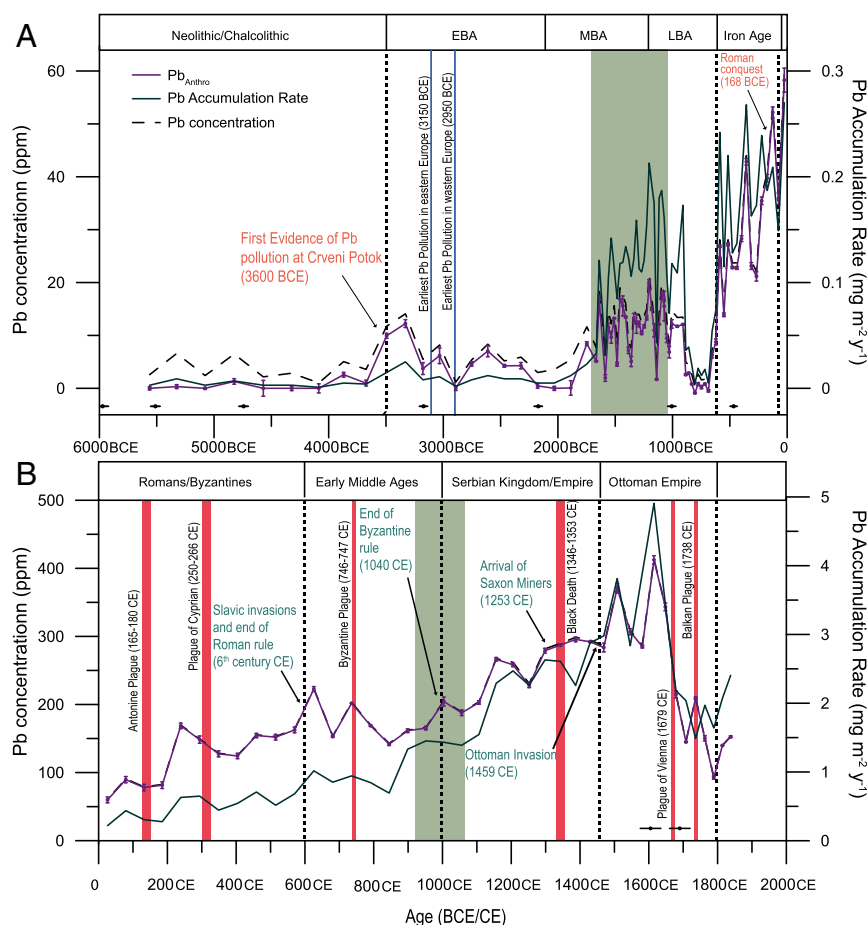 A
Neolithic/Chalcolithic
EBA
MBA
LBA
Iron Age
60
40
20
0
Pb concentrationn (ppm)
Pb_Anthro
Pb Accumulation Rate
Pb concentration
First Evidence of Pb
pollution at Crveni Potok
(3600 BCE)
Earliest Pb Pollution in eastern Europe (3150 BCE)
Earliest Pb Pollution in wastern Europe (2950 BCE)
Roman
conquest
(168 BCE)
0.3
0.2
0.1
0
Pb Accumulation Rate (mg m-2 y-1)
6000BCE
5000BCE
4000BCE
3000BCE
2000BCE
1000BCE
0
B
Romans/Byzantines
Early Middle Ages
Serbian Kingdom/Empire
Ottoman Empire
500
400
300
200
100
0
Pb concentrationn (ppm)
Antonine Plague (165-180 CE)
Plague of Cyprian (250-266 CE)
Slavic invasions
and end of
Roman rule
(6th century CE)
Byzantine Plague (746-747 CE)
End of
Byzantine
rule
(1040 CE)
Arrival of
Saxon Miners
(1253 CE)
Black Death (1346-1353 CE)
Ottoman Invasion
(1459 CE)
Plague of Vienna (1679 CE)
Balkan Plague (1738 CE)
5
4
3
2
1
0
Pb Accumulation Rate (mg m-2 y-1)
0
200CE
400CE
600CE
800CE
1000CE
1200CE
1400CE
1600CE
1800CE
2000CE
Age (BCE/CE)